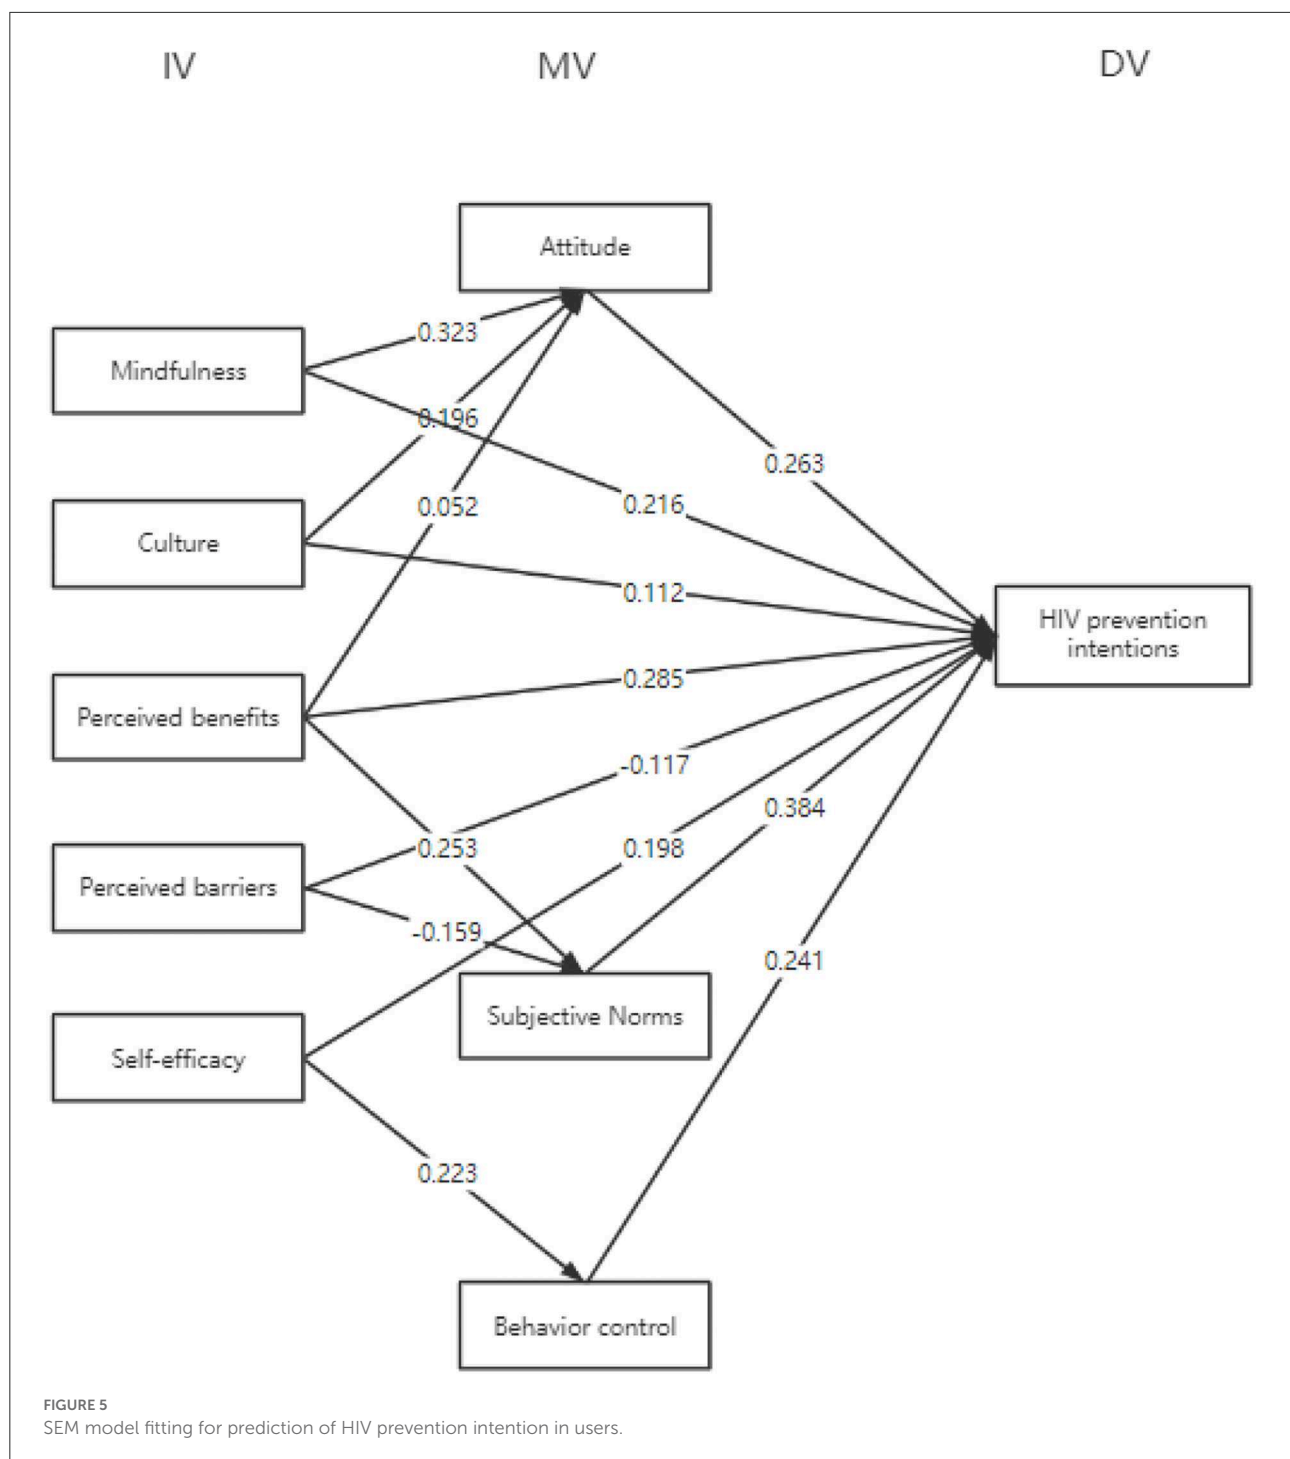 IV
MV
DV
Attitude
0.323
Mindfulness
0.196
0.263
0.216
0.052
Culture
0.112
HIV prevention
intentions
0.285
Perceived benefits
-0.117
0.384
0.253
0.198
Perceived barriers
-0.159
0.241
Subjective Norms
Self-efficacy
0.223
Behavior control
FIGURE 5
SEM model fitting for prediction of HIV prevention intention in users.